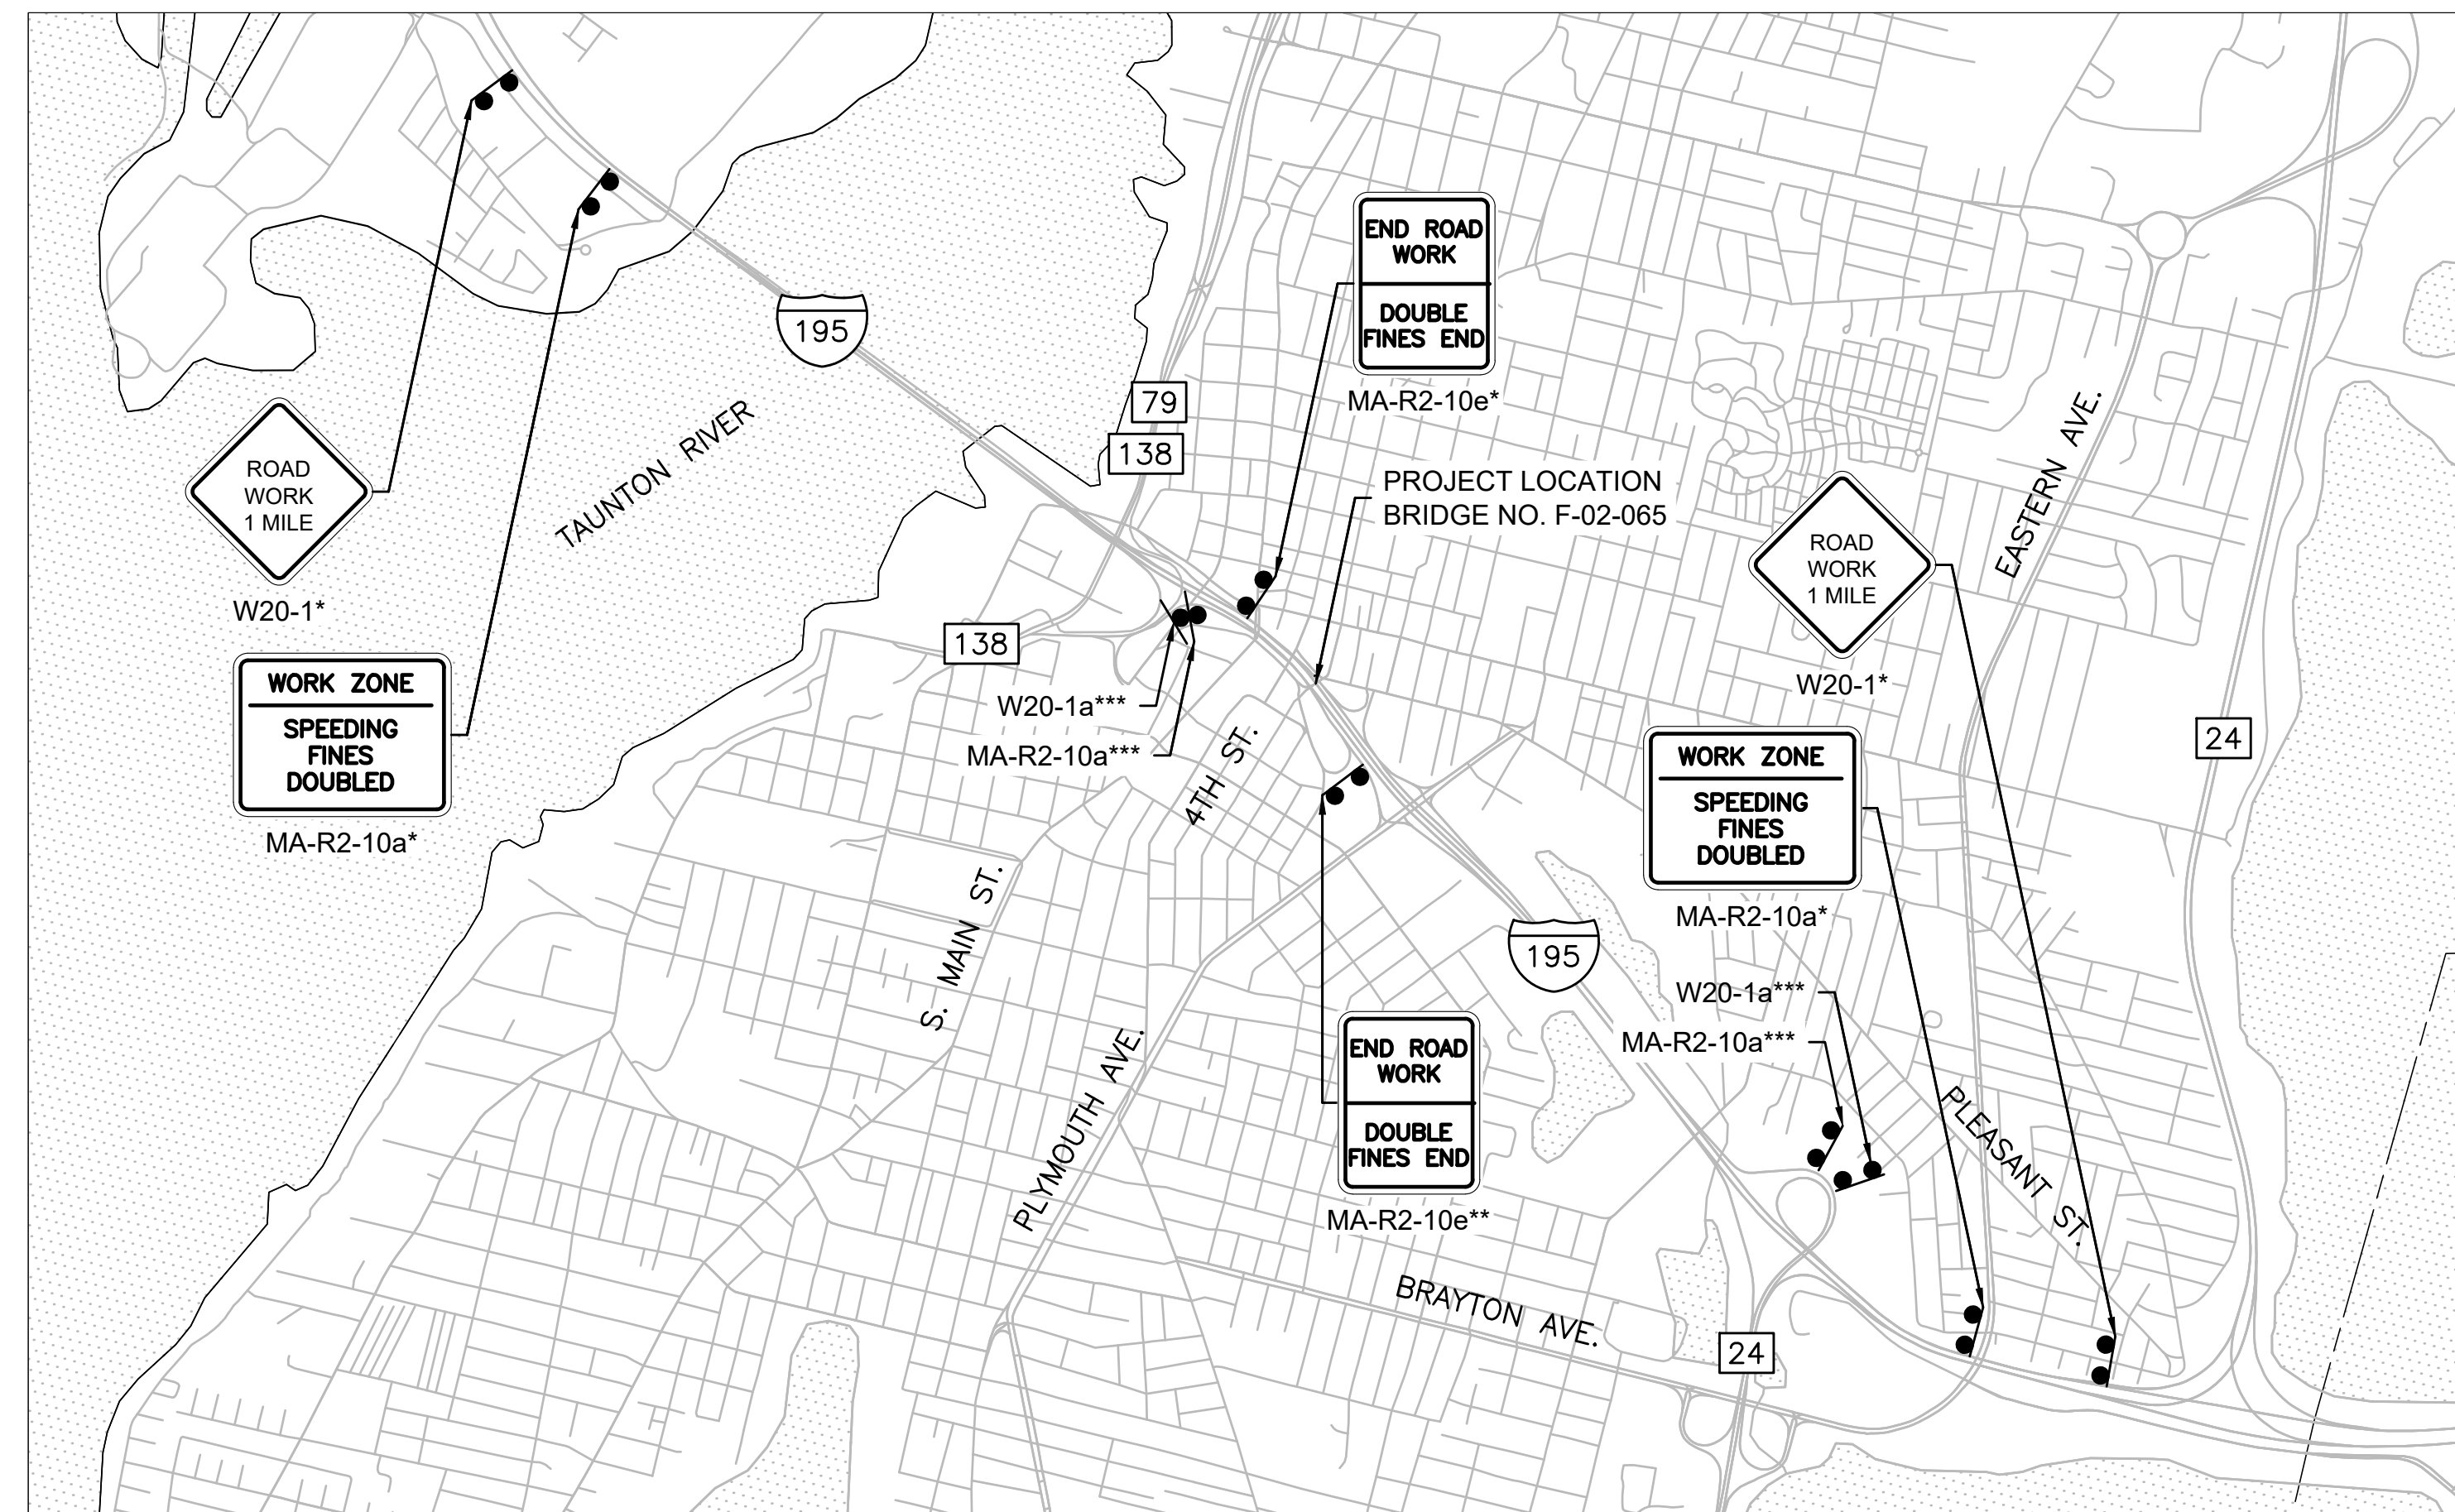 195
END ROAD
WORK
DOUBLE
FINES END
MA-R2-10e*
79
138
PROJECT LOCATION
BRIDGE NO. F-02-065
ROAD
WORK
1 MILE
W20-1*
TAUNTON RIVER
WORK ZONE
SPEEDING
FINES
DOUBLED
MA-R2-10a*
138
W20-1a***
MA-R2-10a***
4TH ST.
S. MAIN ST.
PLYMOUTH AVE.
EASTERN AVE.
ROAD
WORK
1 MILE
W20-1*
24
WORK ZONE
SPEEDING
FINES
DOUBLED
MA-R2-10a*
195
W20-1a***
MA-R2-10a***
END ROAD
WORK
DOUBLE
FINES END
MA-R2-10e**
PLEASANT ST.
BRAYTON AVE.
24